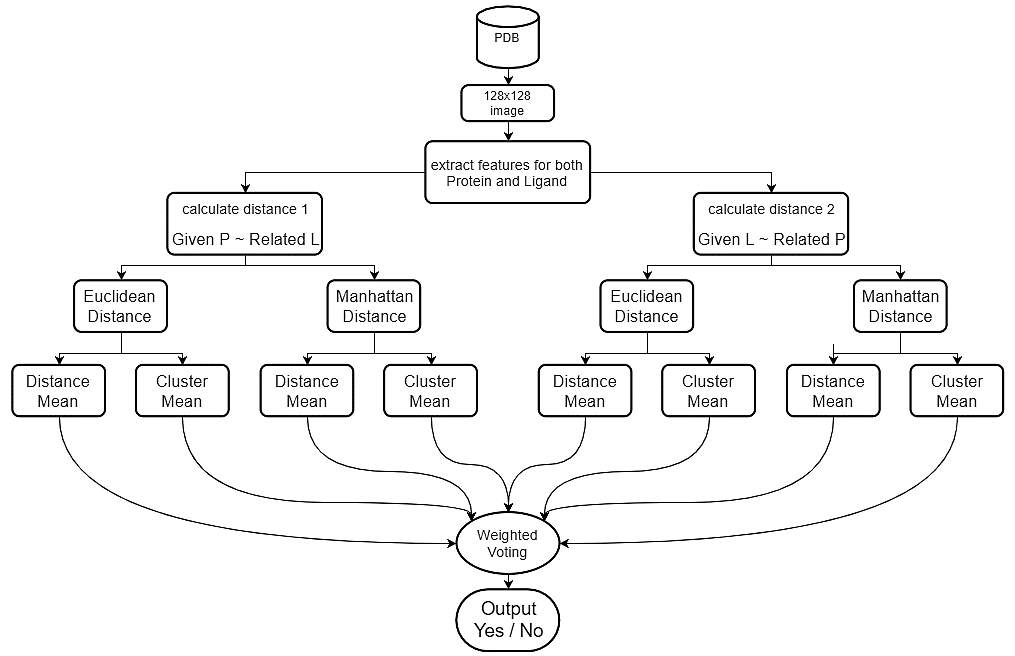 PDB
128x128
image
extract features for both
Protein and Ligand
calculate distance 1
Given P ~ Related L
calculate distance 2
Given L ~ Related P
Euclidean
Distance
Manhattan
Distance
Euclidean
Distance
Manhattan
Distance
Distance
Mean
Cluster
Mean
Distance
Mean
Cluster
Mean
Distance
Mean
Cluster
Mean
Distance
Mean
Cluster
Mean
Weighted
Voting
Output
Yes / No